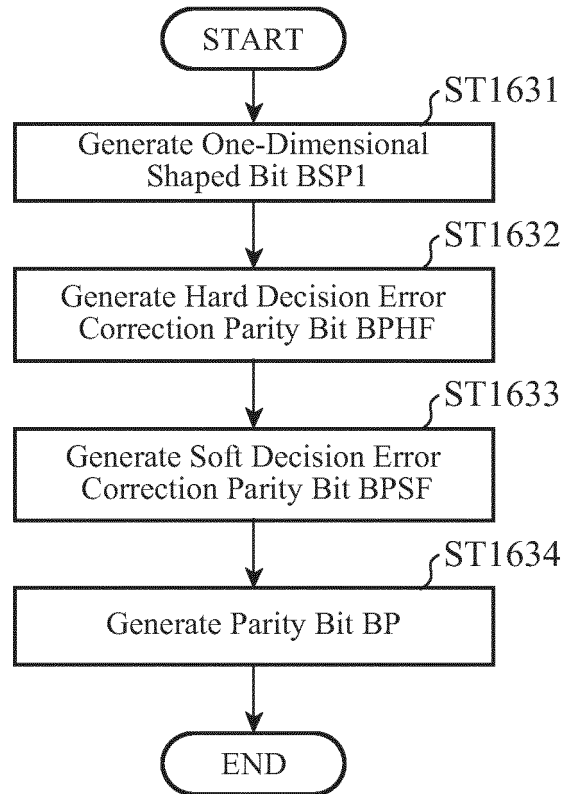 START
ST1631
Generate One-Dimensional
Shaped Bit BSP1
ST1632
Generate Hard Decision Error
Correction Parity Bit BPHF
ST1633
Generate Soft Decision Error
Correction Parity Bit BPSF
ST1634
Generate Parity Bit BP
END